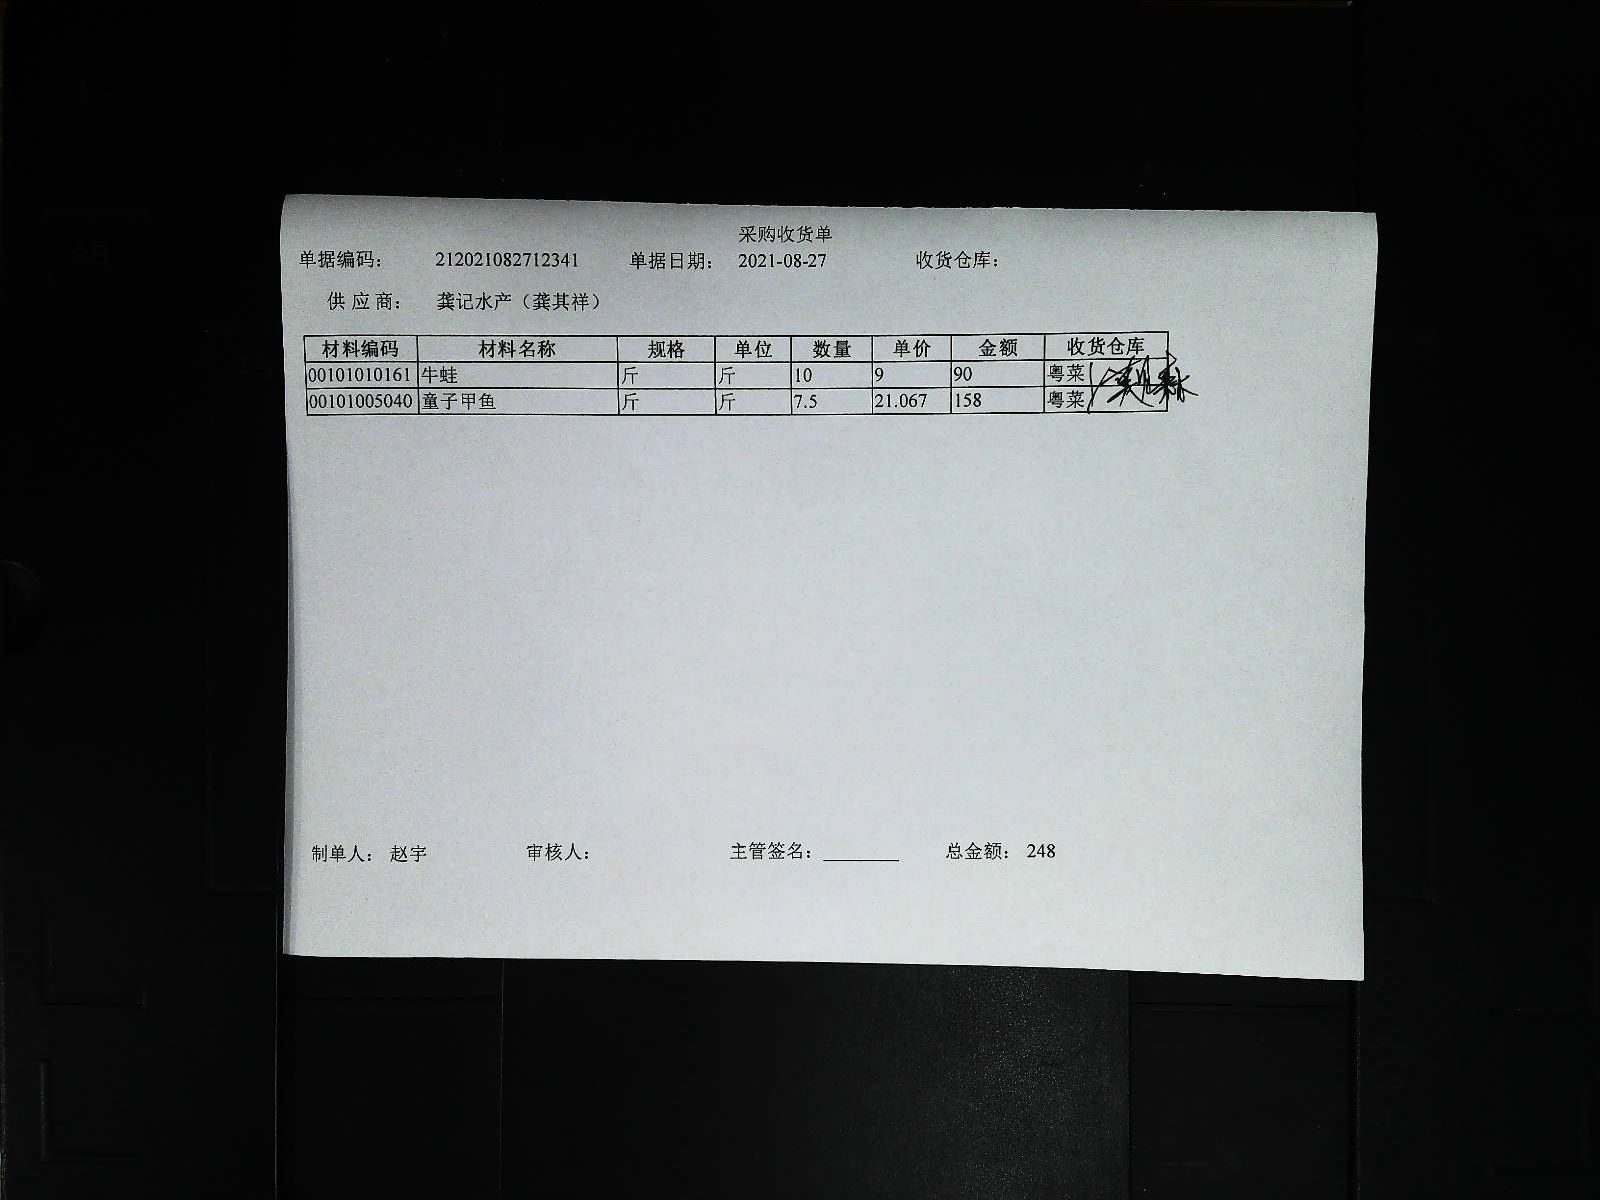 采购收货单
单据编码： 212021082712341 单据日期： 2021-08-27 收货仓库：
供应商： 龚记水产（龚其祥）
材料编码 材料名称 规格 单位 数量 单价 金额 收货仓库
00101010161 牛蛙 斤 斤 10 9 90 粤菜
00101005040 童子甲鱼 斤 斤 7.5 21.067 158 粤菜
制单人： 赵宇 审核人： 主管签名：________ 总金额： 248